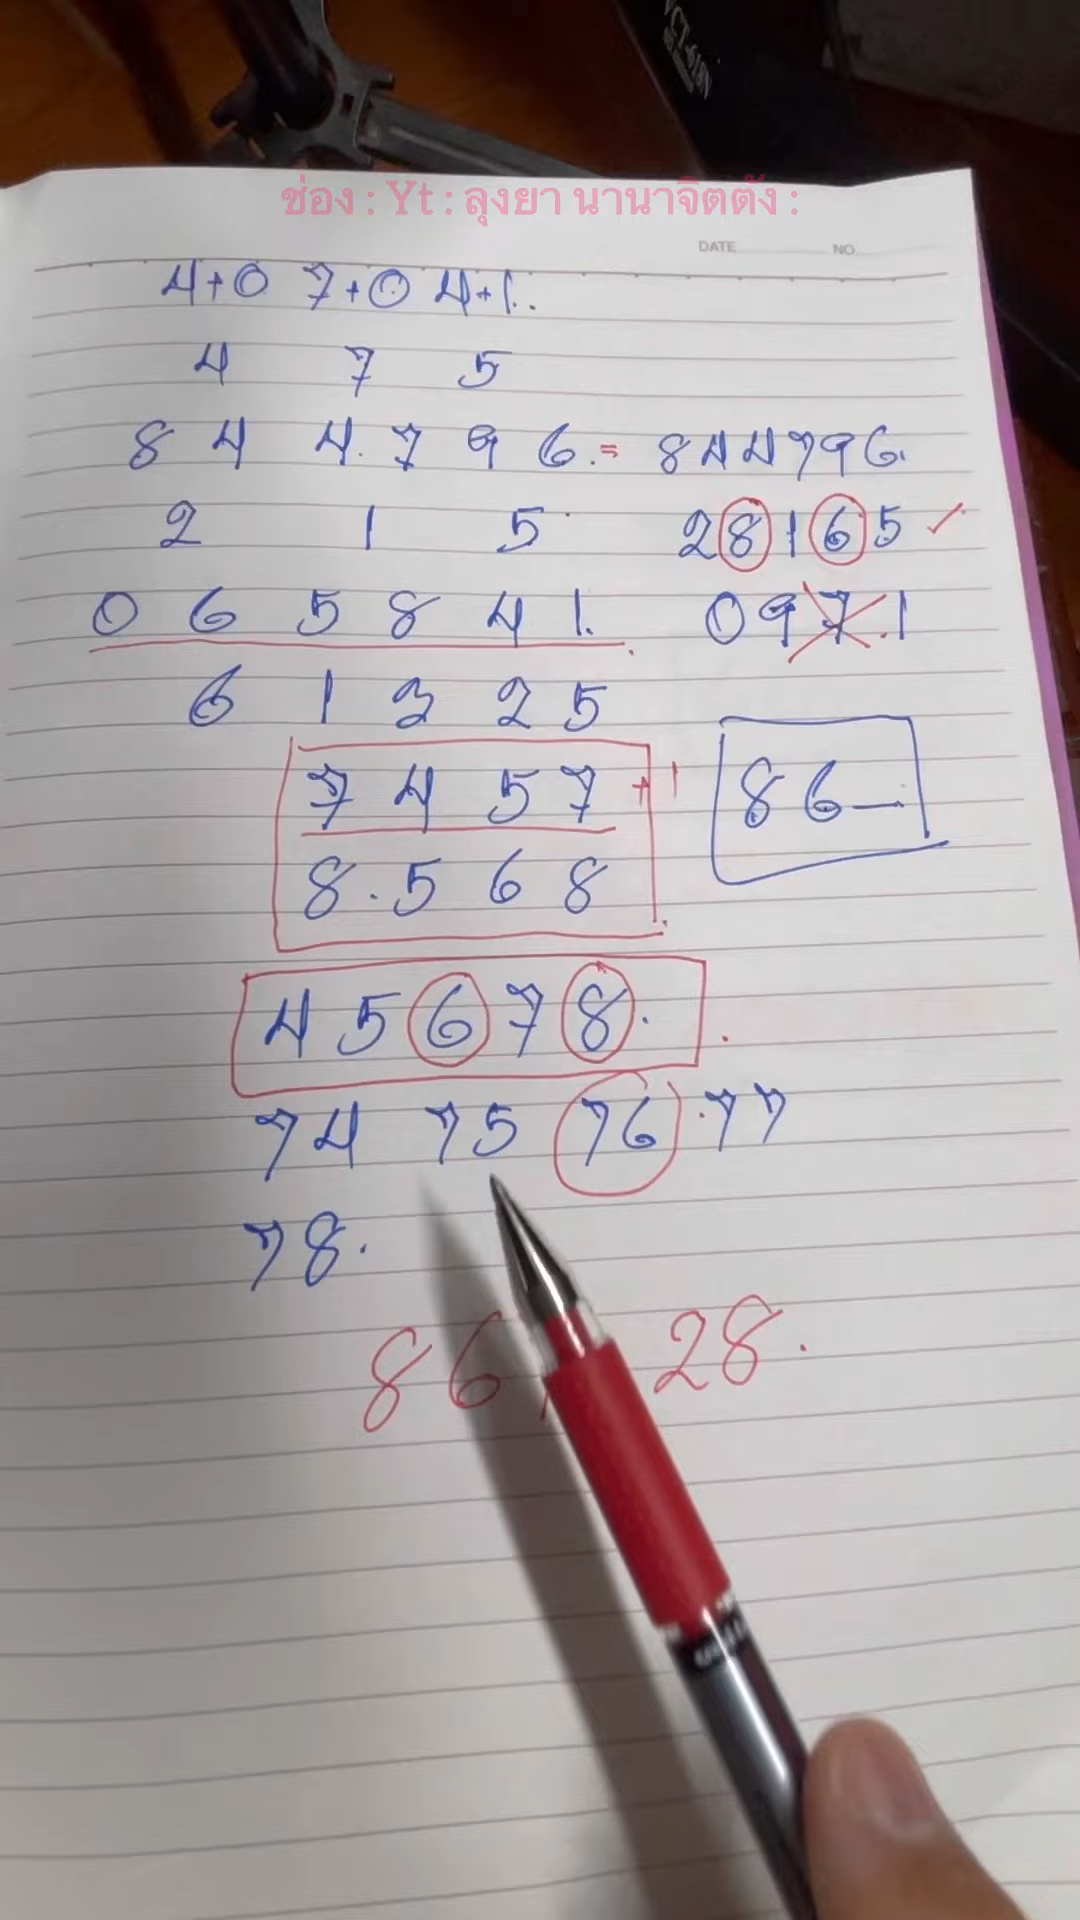 ช่อง : Yt : ลุงยา นานาจิตตัง :
DATE NO.
4+0 7+0 4+1..
4 7 5
8 4 4.7 9 6.= 844796.
2 1 5 28165 ✓
0 6 5 8 4 1. 097.1
6 1 3 2 5
7 4 5 7 +1 86—
8.5 6 8
4 5 6 7 8.
74 75 76 .77
78.
86, 28.